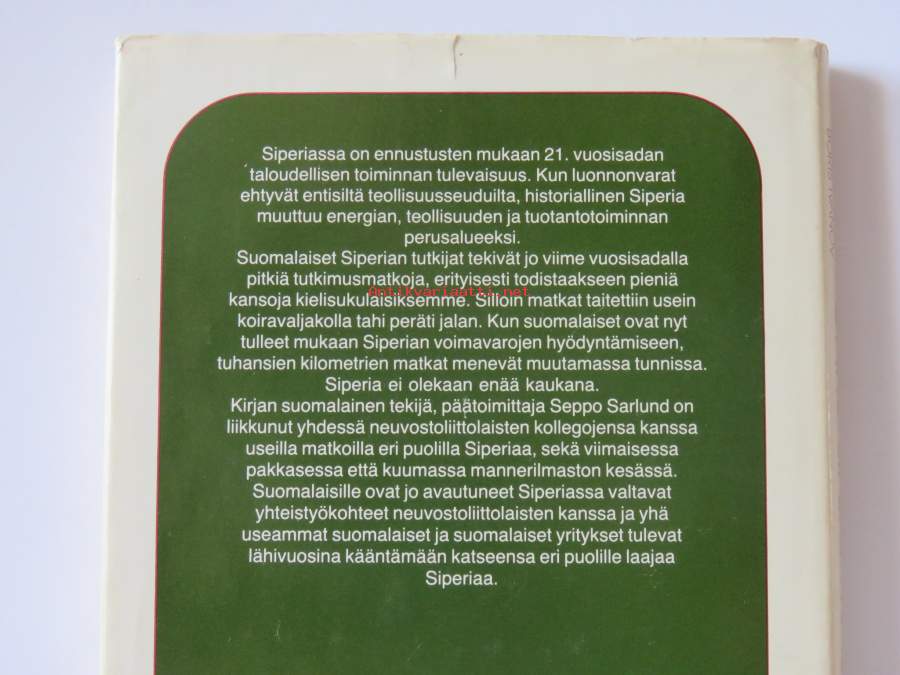 Siperiassa on ennustusten mukaan 21. vuosisadan
taloudellisen toiminnan tulevaisuus. Kun luonnonvarat
ehtyvät entisiltä teollisuusseuduilta, historiallinen Siperia
muuttuu energian, teollisuuden ja tuotantotoiminnan
perusalueeksi.
Suomalaiset Siperian tutkijat tekivät jo viime vuosisadalla
pitkiä tutkimusmatkoja, erityisesti todistaakseen pieniä
antikvariaatti.net
kansoja kielisukulaisiksemme. Silloin matkat taitettiin usein
koiravaljakolla tahi peräti jalan. Kun suomalaiset ovat nyt
tulleet mukaan Siperian voimavarojen hyödyntämiseen,
tuhansien kilometrien matkat menevät muutamassa tunnissa.
Siperia ei olekaan enää kaukana.
Kirjan suomalainen tekijä, päätoimittaja Seppo Sarlund on
liikkunut yhdessä neuvostoliittolaisten kollegojensa kanssa
useilla matkoilla eri puolilla Siperiaa, sekä viimaisessa
pakkasessa että kuumassa mannerilmaston kesässä.
Suomalaisille ovat jo avautuneet Siperiassa valtavat
yhteistyökohteet neuvostoliittolaisten kanssa ja yhä
useammat suomalaiset ja suomalaiset yritykset tulevat
lähivuosina kääntämään katseensa eri puolille laajaa
Siperiaa.